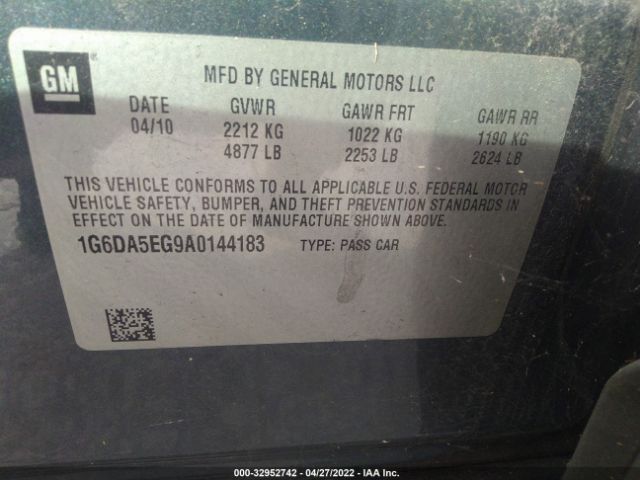 GM ®
MFD BY GENERAL MOTORS LLC
DATE GVWR GAWR FRT GAWR RR
04/10 2212 KG 1022 KG 1190 KG
4877 LB 2253 LB 2624 LB
THIS VEHICLE CONFORMS TO ALL APPLICABLE U.S. FEDERAL MOTOR
VEHICLE SAFETY, BUMPER, AND THEFT PREVENTION STANDARDS IN
EFFECT ON THE DATE OF MANUFACTURE SHOWN ABOVE.
1G6DA5EG9A0144183 TYPE: PASS CAR
000-32952742 - 04/27/2022 - IAA Inc.